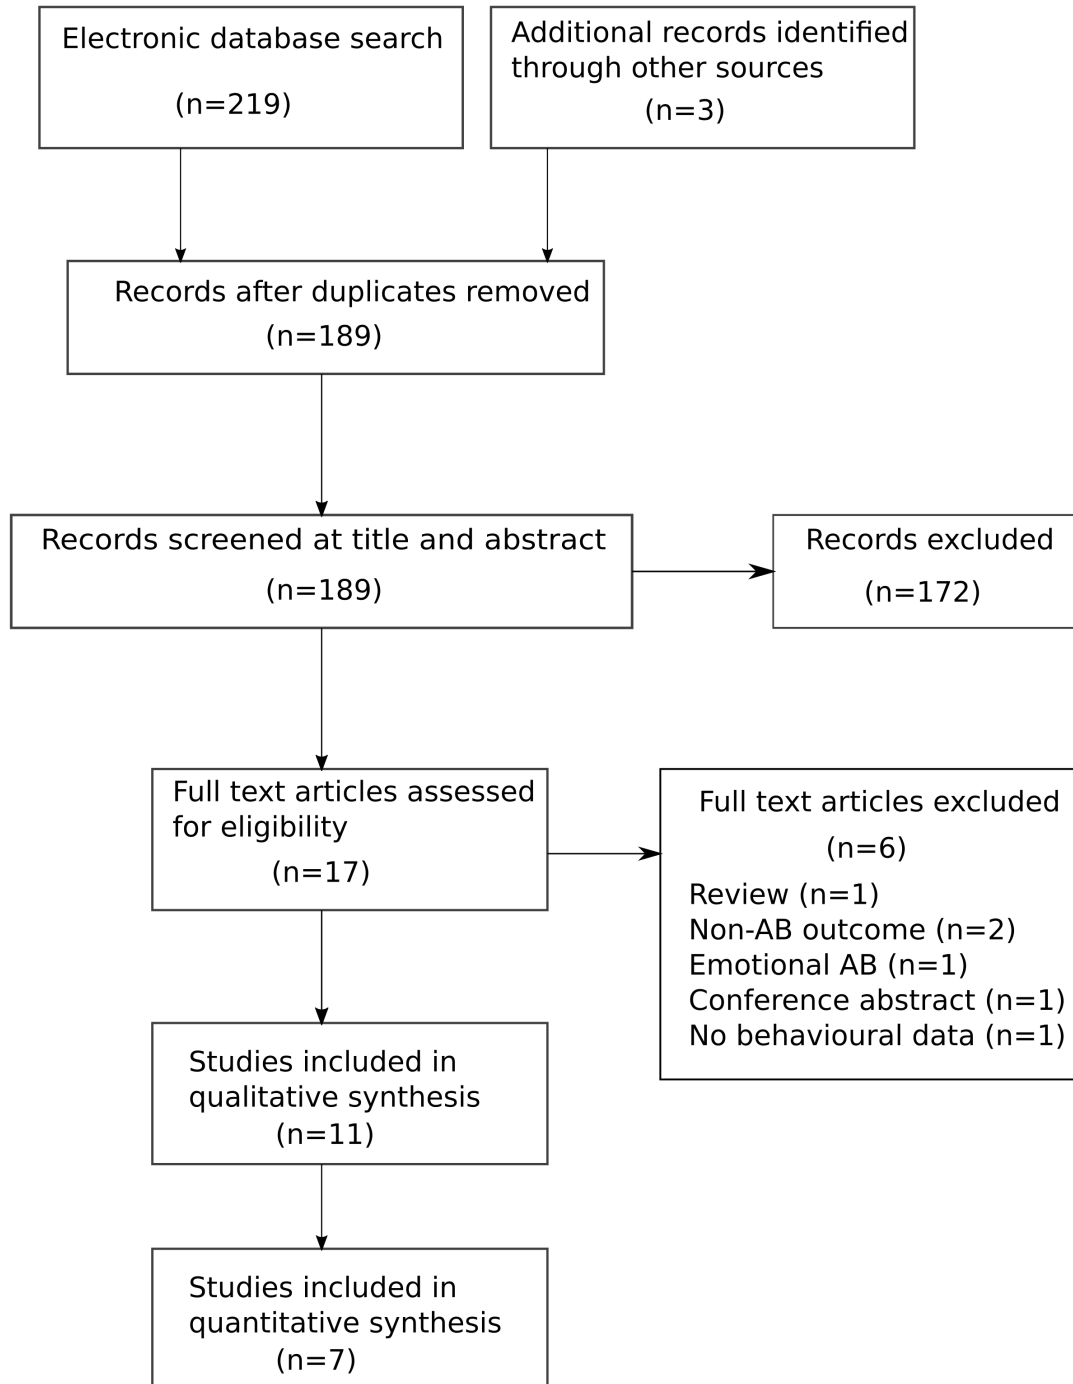 Electronic database search
(n=219)
Additional records identified
through other sources
(n=3)
Records after duplicates removed
(n=189)
Records screened at title and abstract
(n=189)
Records excluded
(n=172)
Full text articles assessed
for eligibility
(n=17)
Full text articles excluded
(n=6)
Review (n=1)
Non-AB outcome (n=2)
Emotional AB (n=1)
Conference abstract (n=1)
No behavioural data (n=1)
Studies included in
qualitative synthesis
(n=11)
Studies included in
quantitative synthesis
(n=7)